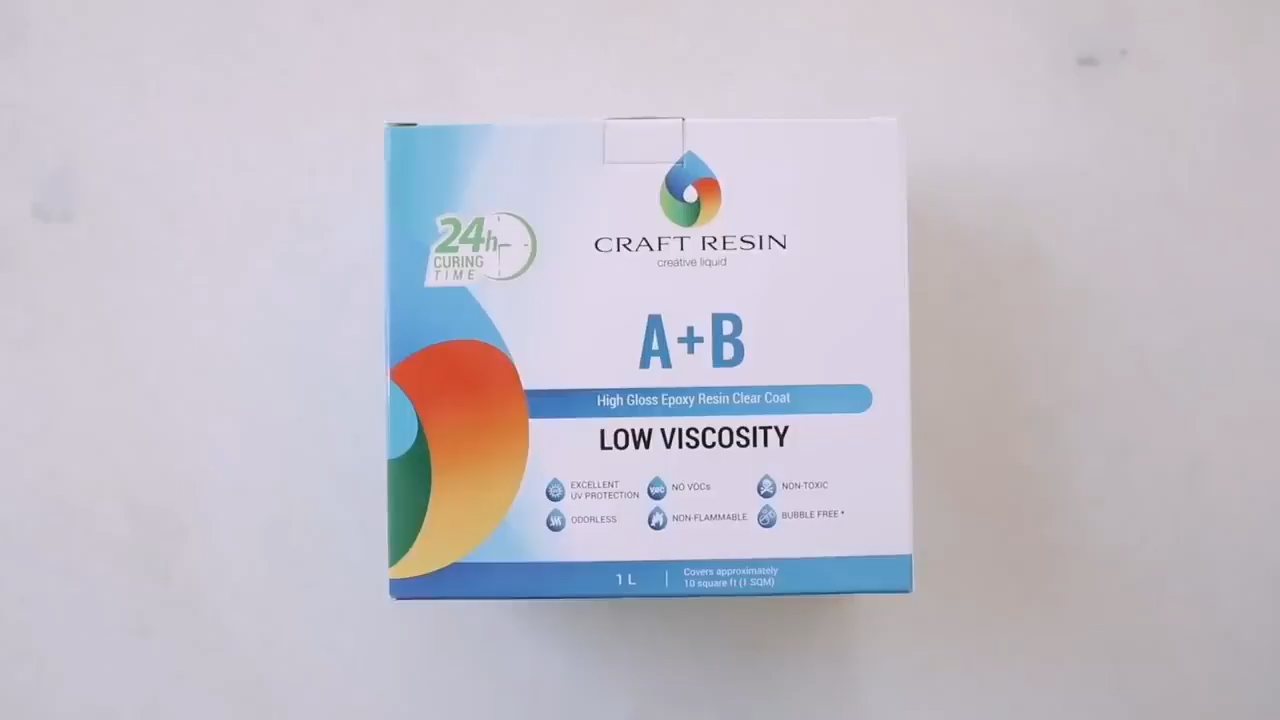 24h
CURING
TIME
CRAFT RESIN
creative liquid
A+B
High Gloss Epoxy Resin Clear Coat
LOW VISCOSITY
EXCELLENT
UV PROTECTION
VOC
NO VOCs
NON-TOXIC
ODORLESS
NON-FLAMMABLE
BUBBLE FREE *
1 L
Covers approximately
10 square ft (1 SQM)